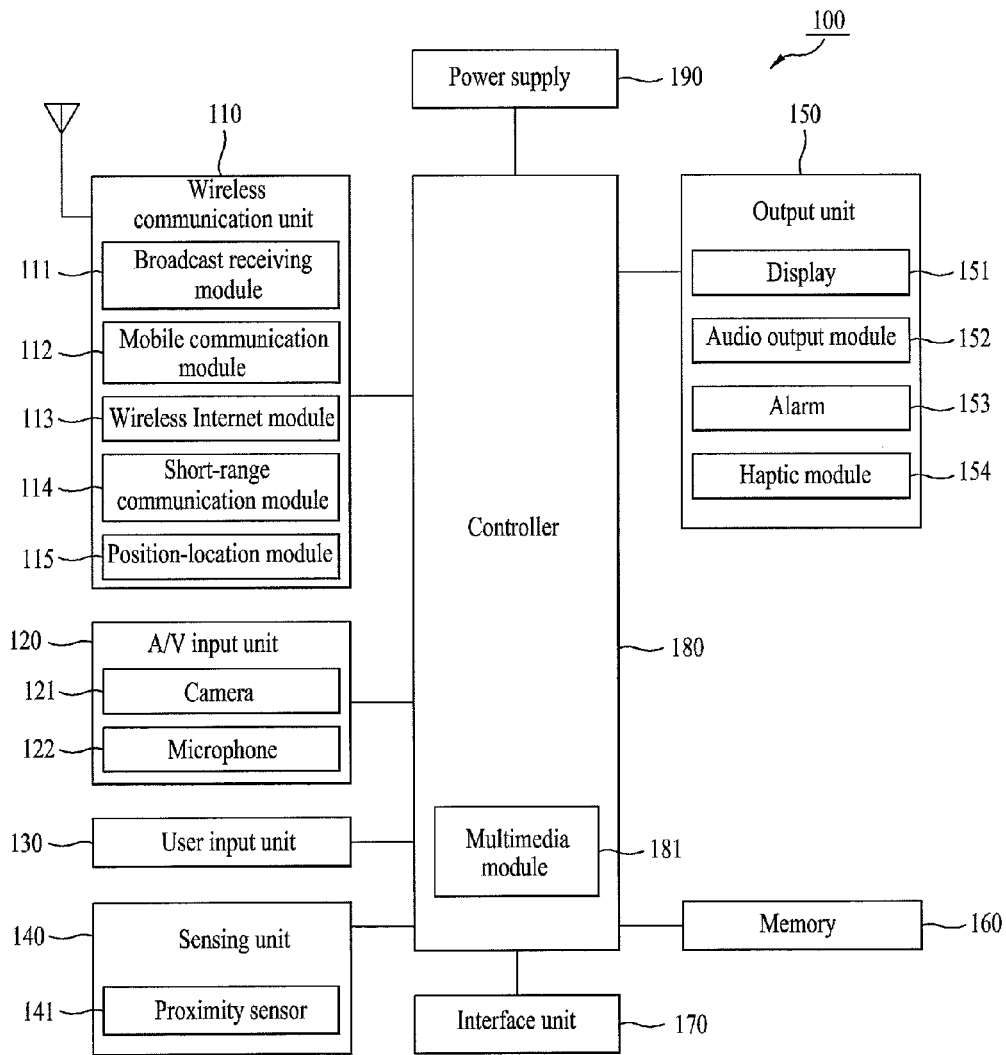 100
Power supply
190
110
150
Wireless
communication unit
Output unit
111
Broadcast receiving
module
Display
151
112
Mobile communication
module
Audio output module
152
113
Wireless Internet module
Alarm
153
114
Short-range
communication module
Haptic module
154
115
Position-location module
Controller
120
A/V input unit
180
121
Camera
122
Microphone
130
User input unit
Multimedia
module
181
140
Sensing unit
Memory
160
141
Proximity sensor
Interface unit
170